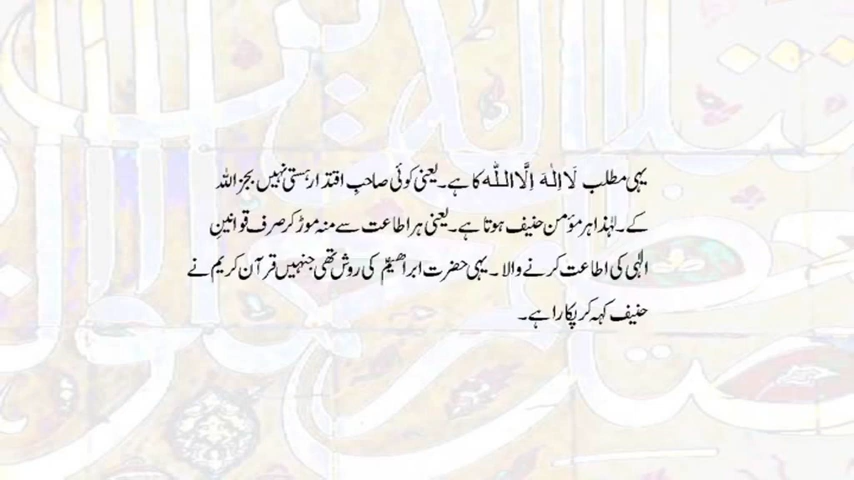 یہی مطلب لَا اِلٰهَ اِلَّا اللّٰه کا ہے۔ یعنی کوئی صاحبِ اقتدار ہستی نہیں بجز اللہ
کے۔ لہٰذا ہر مؤمن حنیف ہوتا ہے۔ یعنی ہر اطاعت سے منہ موڑ کر صرف قوانینِ
الٰہی کی اطاعت کرنے والا۔ یہی حضرت ابراھیمؑ کی روش تھی جنہیں قرآن کریم نے
حنیف کہہ کر پکارا ہے۔